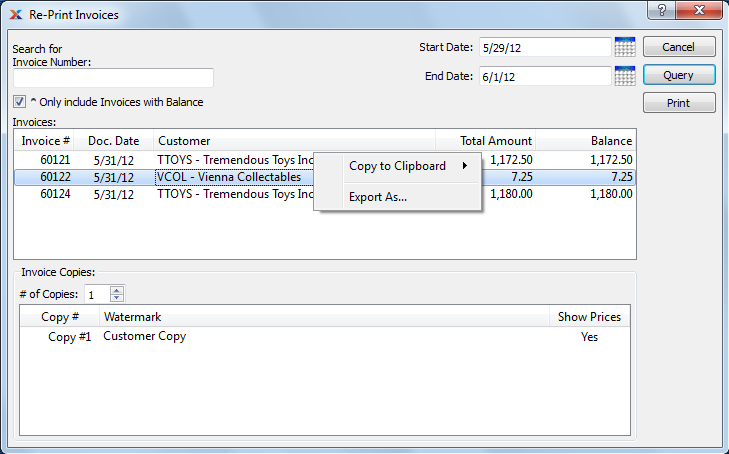 Re-Print Invoices
?
Search for
Invoice Number:
Start Date: 5/29/12
Cancel
End Date: 6/1/12
Query
^ Only include Invoices with Balance
Print
Invoices:
Invoice # Doc. Date Customer Total Amount Balance
60121 5/31/12 TTOYS - Tremendous Toys Inc 1,172.50 1,172.50
60122 5/31/12 VCOL - Vienna Collectables 7.25 7.25
60124 5/31/12 TTOYS - Tremendous Toys Inc 1,180.00 1,180.00
Copy to Clipboard
Export As...
Invoice Copies:
# of Copies: 1
Copy # Watermark Show Prices
Copy #1 Customer Copy Yes